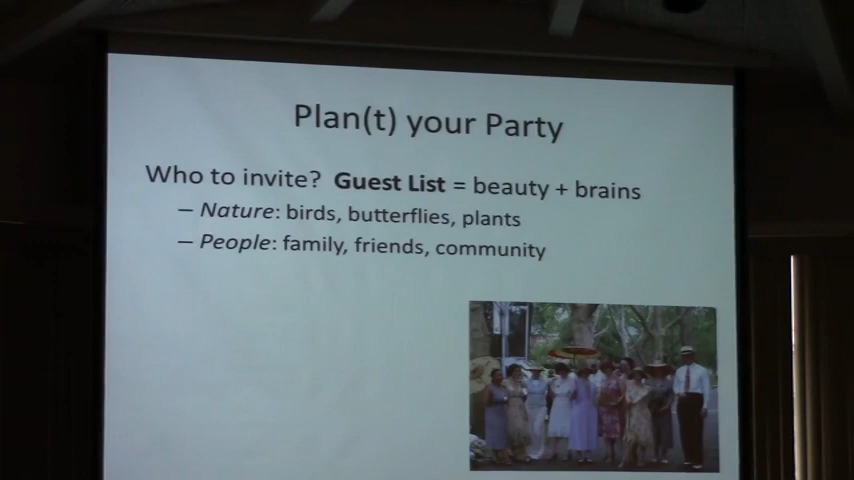 Plan(t) your Party
Who to invite? Guest List = beauty + brains
– Nature: birds, butterflies, plants
– People: family, friends, community